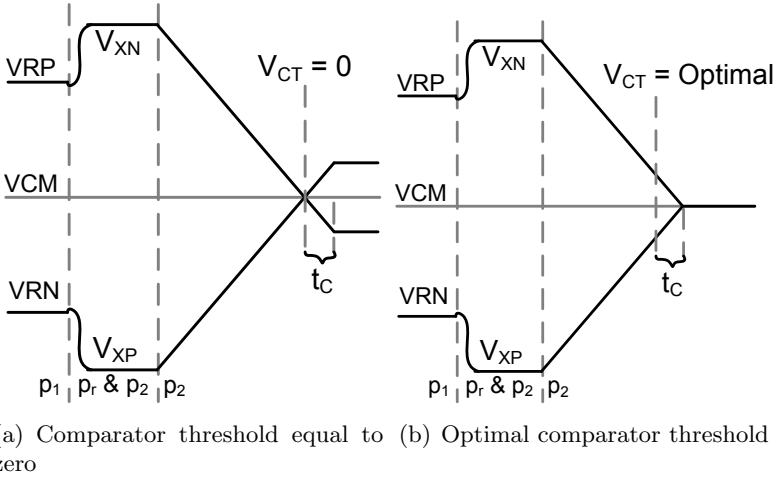 V_XN
VRP
V_CT = 0
VCM
VRN
t_C
V_XP
p_1 p_r & p_2 p_2
V_XN
V_CT = Optimal
VRP
VCM
VRN
t_C
V_XP
p_1 p_r & p_2 p_2
a) Comparator threshold equal to
zero
(b) Optimal comparator threshold